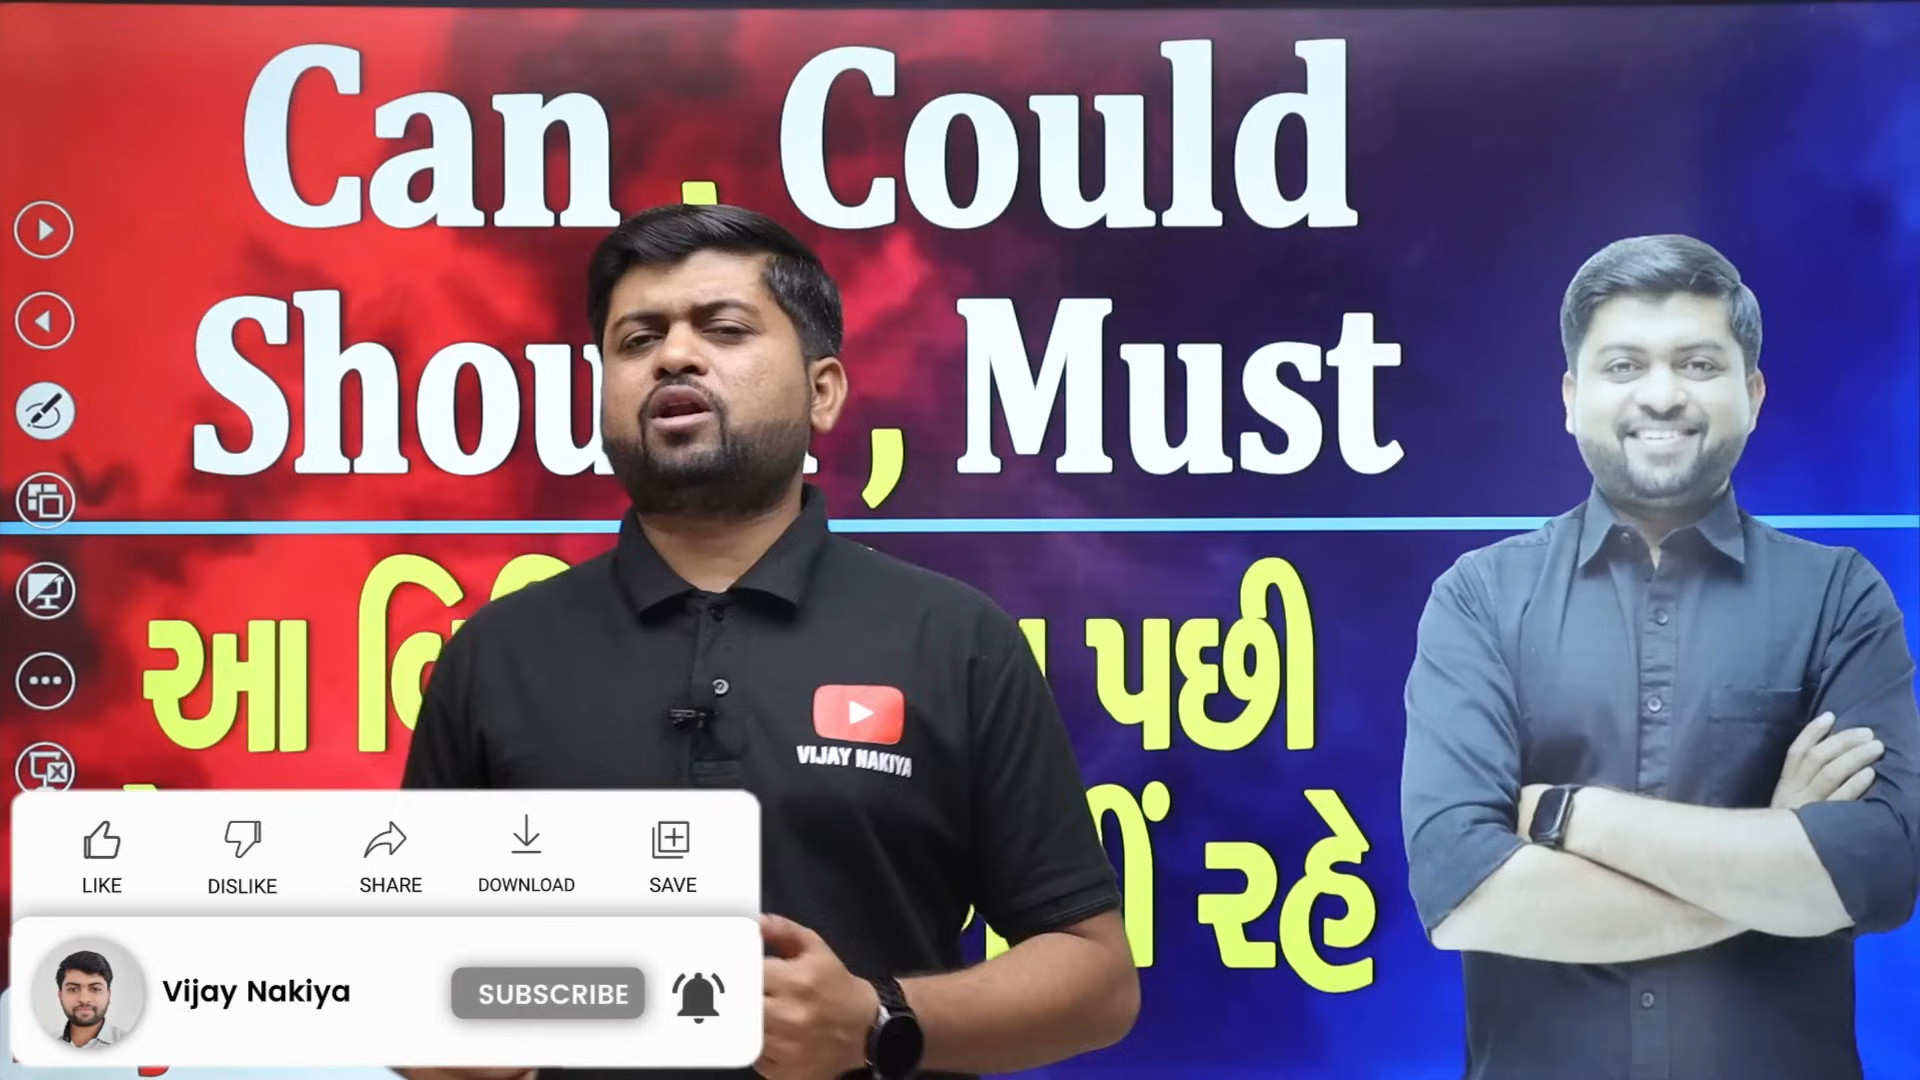 Can , Could
Shou , Must
આ પછી
રહે
VIJAY NAKIYA
LIKE DISLIKE SHARE DOWNLOAD SAVE
Vijay Nakiya SUBSCRIBE